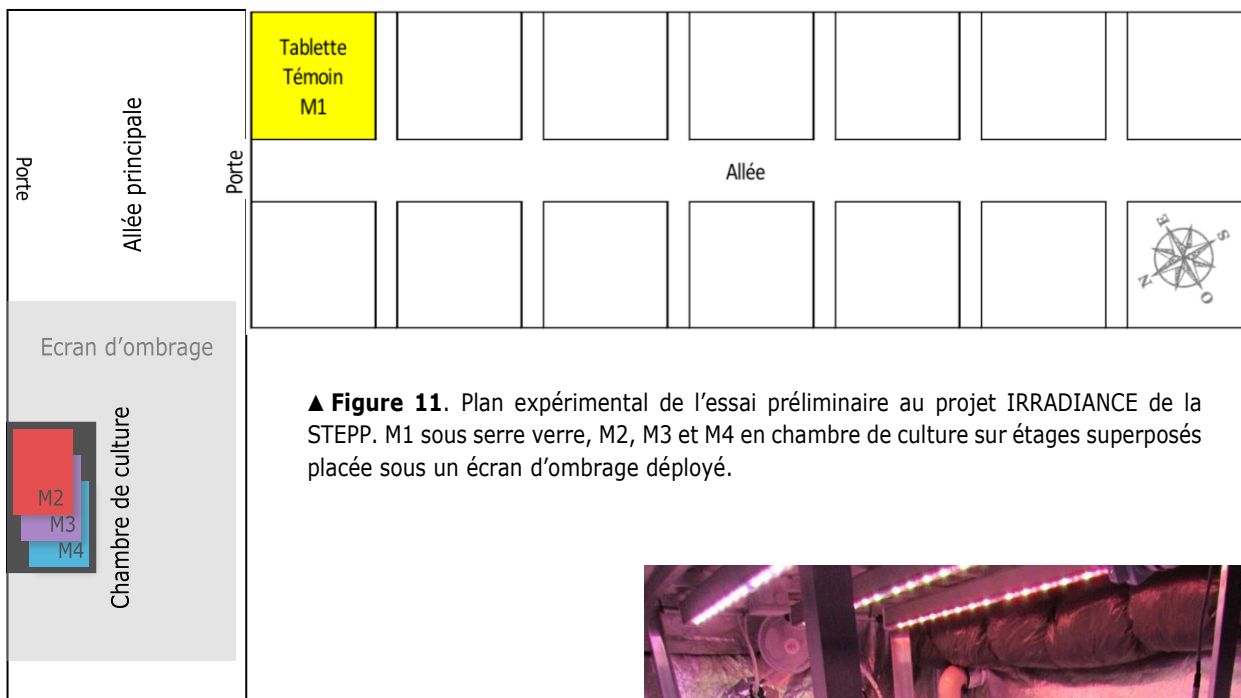 Tablette
Témoin
M1
Porte
Allée principale
Porte
Allée
E
S
N
O
Ecran d'ombrage
Chambre de culture
M2
M3
M4
▲ Figure 11. Plan expérimental de l'essai préliminaire au projet IRRADIANCE de la
STEPP. M1 sous serre verre, M2, M3 et M4 en chambre de culture sur étages superposés
placée sous un écran d'ombrage déployé.